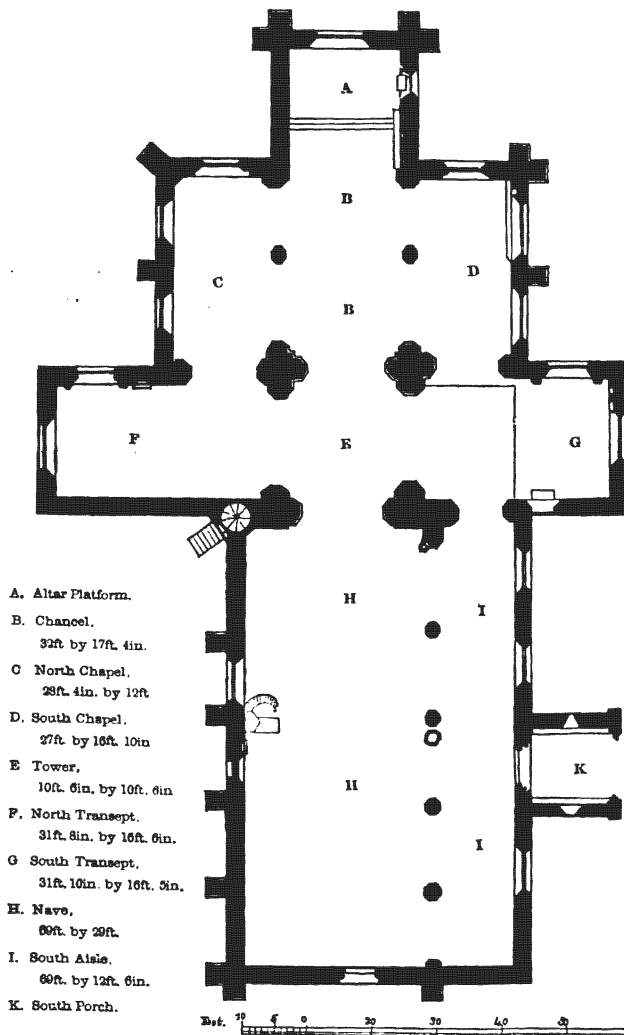 A
B
C
D
B
F
E
G
H
I
K
H
I
A. Altar Platform.
B. Chancel,
32ft by 17ft. 4in.
C North Chapel,
28ft. 4in. by 12ft
D. South Chapel,
27ft. by 16ft. 10in
E Tower,
10ft. 6in. by 10ft. 6in
F. North Transept,
31ft. 8in. by 16ft. 6in.
G South Transept,
31ft. 10in. by 16ft. 5in.
H. Nave,
69ft. by 29ft.
I. South Aisle,
69ft. by 12ft. 6in.
K. South Porch.
Feet. 10 5 0 20 30 40 50